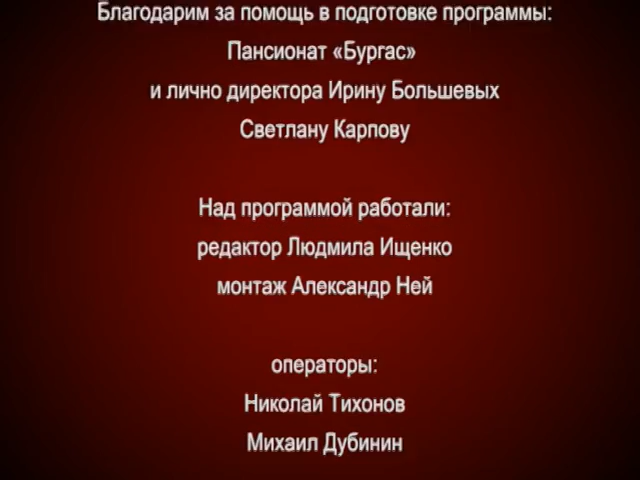 Благодарим за помощь в подготовке программы:
Пансионат «Бургас»
и лично директора Ирину Большевых
Светлану Карпову
Над программой работали:
редактор Людмила Ищенко
монтаж Александр Ней
операторы:
Николай Тихонов
Михаил Дубинин